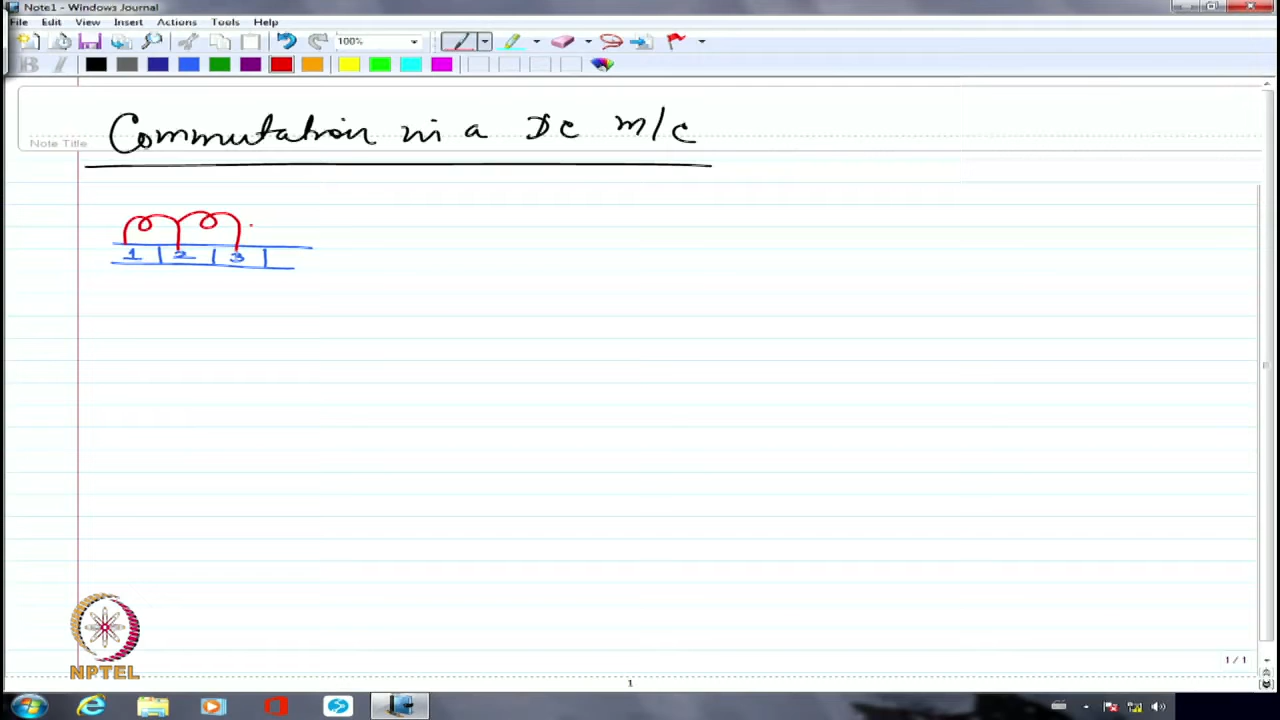 Note1 - Windows Journal
File Edit View Insert Actions Tools Help
100%
B I
Commutation in a DC m/c
Note Title
1 2 3
NPTEL
1 / 1
1